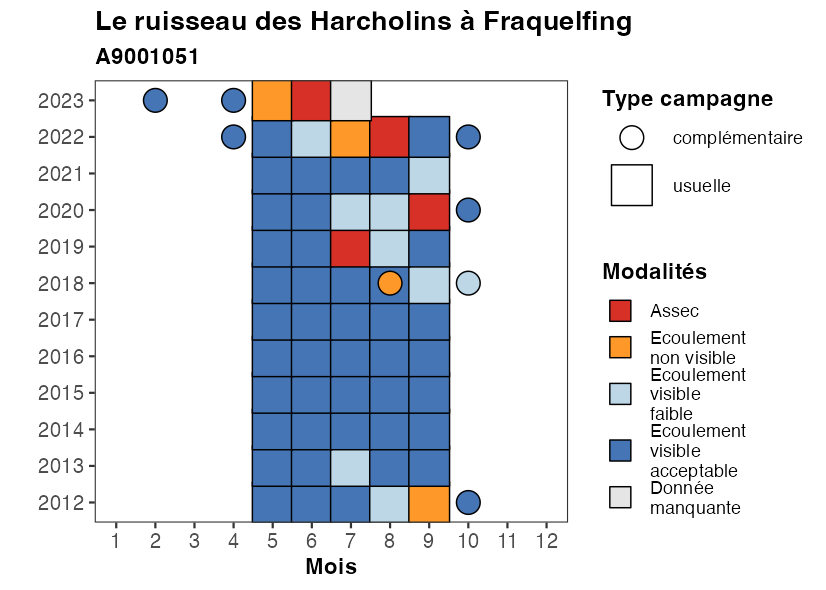 Le ruisseau des Harcholins à Fraquelfing
A9001051
2023
2022
2021
2020
2019
2018
2017
2016
2015
2014
2013
2012
1 2 3 4 5 6 7 8 9 10 11 12
Mois
Type campagne
complémentaire
usuelle
Modalités
Assec
Ecoulement
non visible
Ecoulement
visible
faible
Ecoulement
visible
acceptable
Donnée
manquante